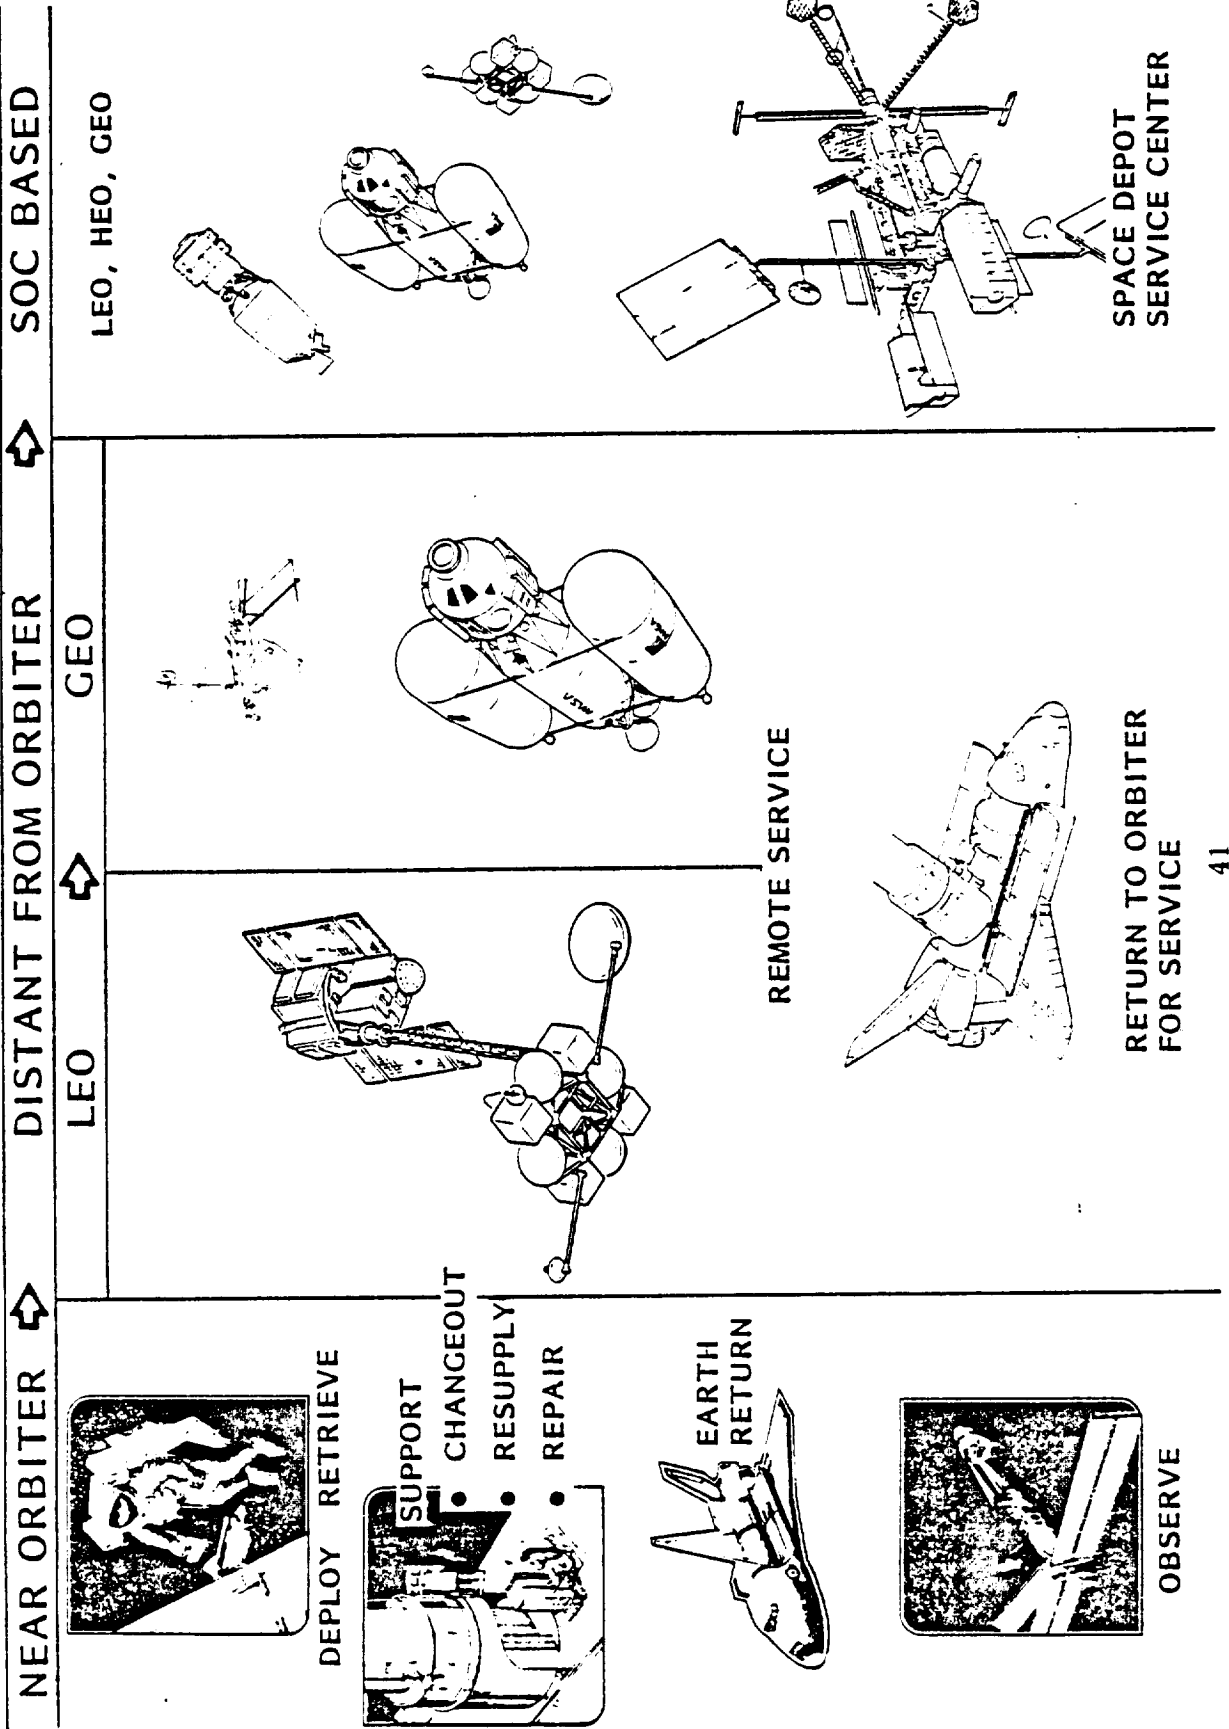 NEAR ORBITER
DISTANT FROM ORBITER
SOC BASED
LEO
GEO
LEO, HEO, GEO
DEPLOY RETRIEVE
SUPPORT
• CHANGEOUT
• RESUPPLY
• REPAIR
EARTH
RETURN
OBSERVE
REMOTE SERVICE
RETURN TO ORBITER
FOR SERVICE
SPACE DEPOT
SERVICE CENTER
41